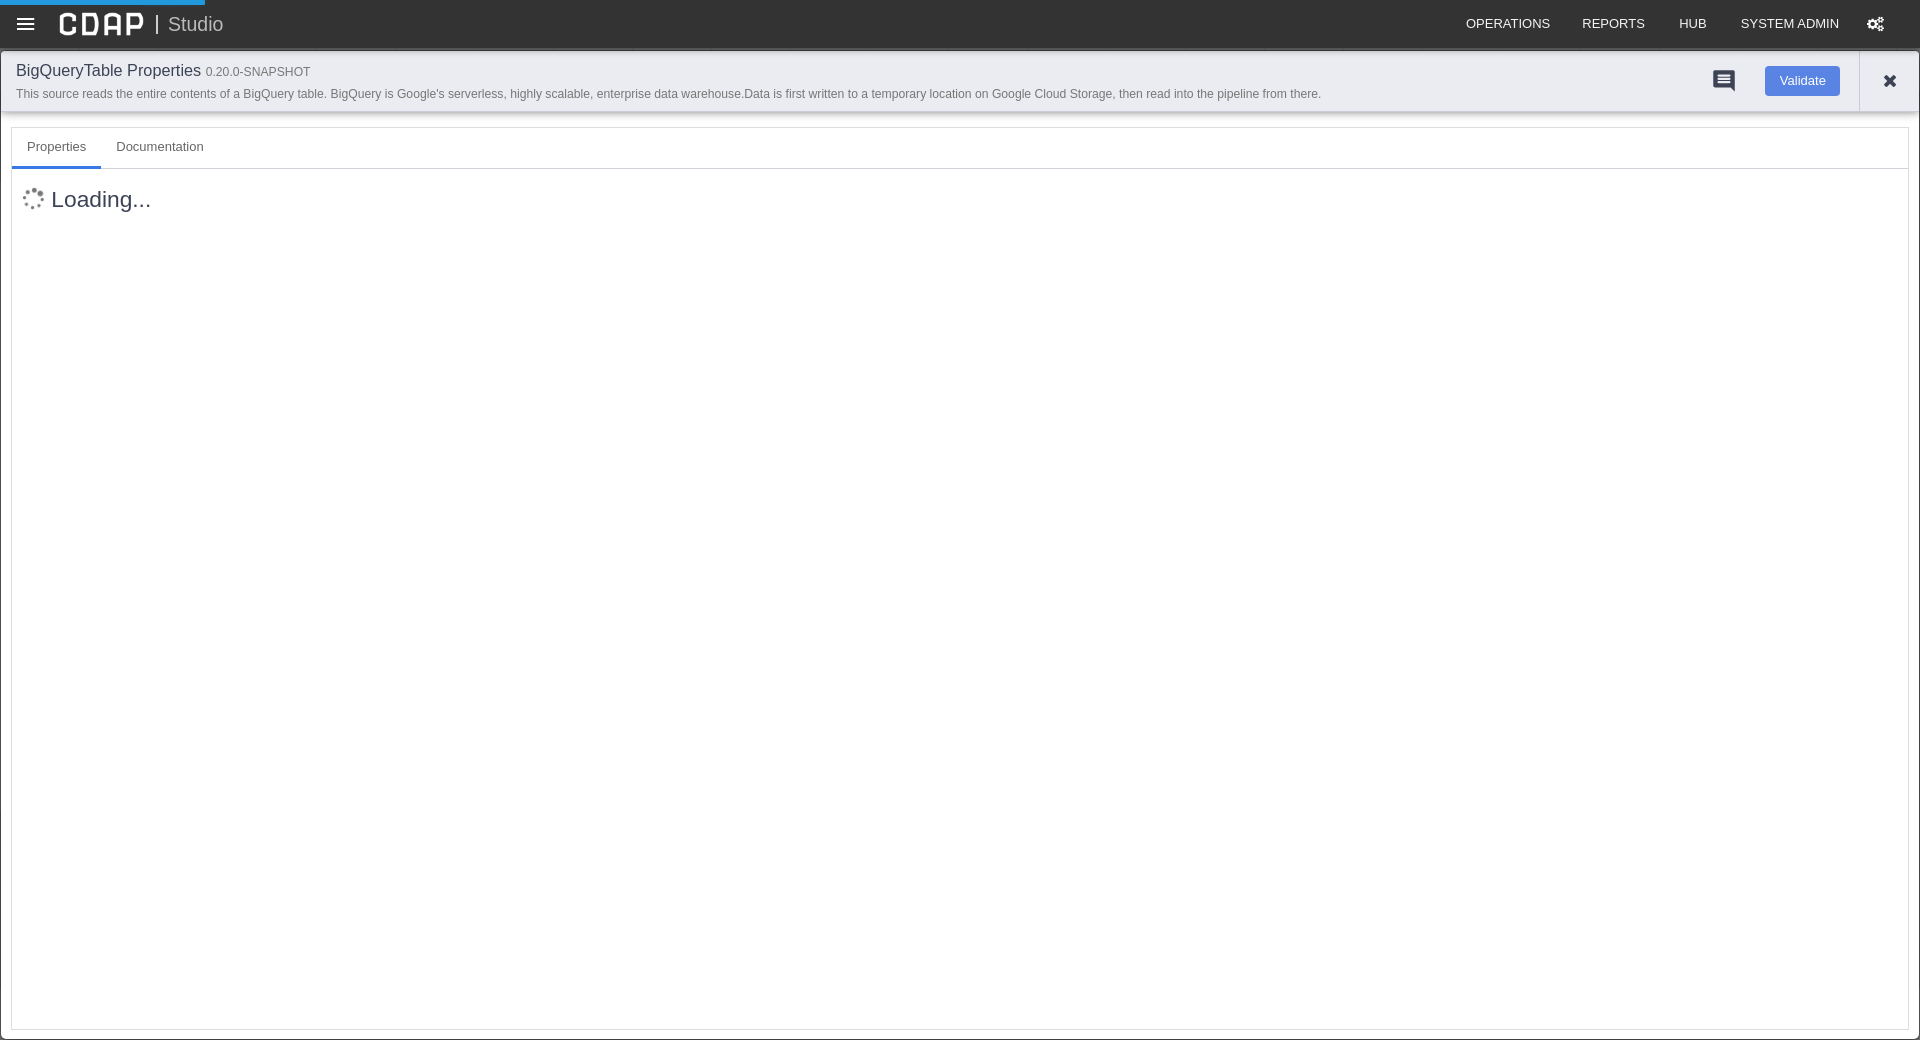 CDAP | Studio
OPERATIONS REPORTS HUB SYSTEM ADMIN
BigQueryTable Properties 0.20.0-SNAPSHOT
This source reads the entire contents of a BigQuery table. BigQuery is Google's serverless, highly scalable, enterprise data warehouse.Data is first written to a temporary location on Google Cloud Storage, then read into the pipeline from there.
Validate
Properties Documentation
Loading...